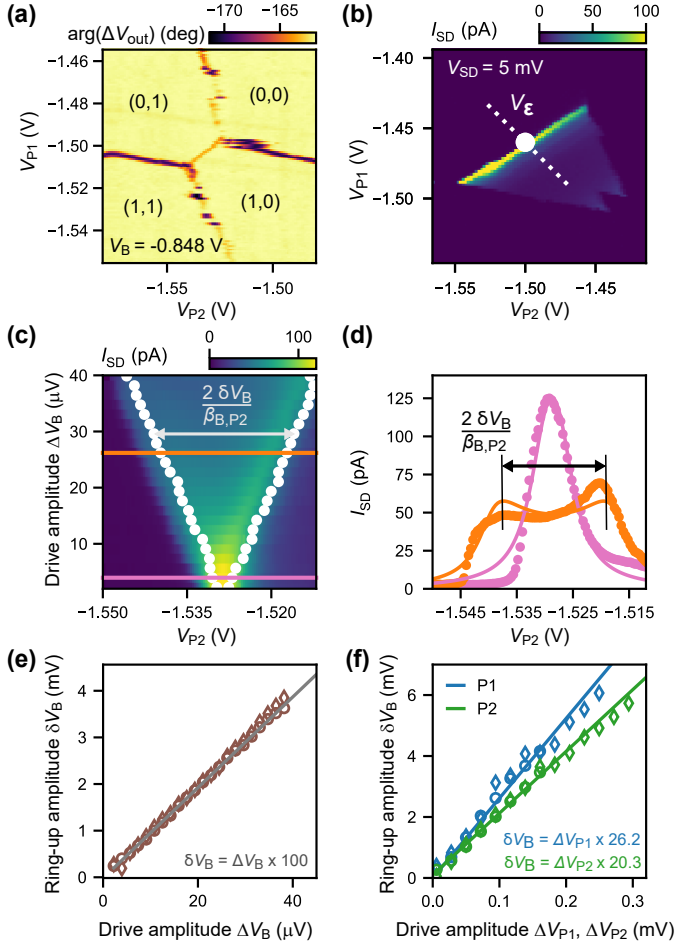 (a)
arg(ΔV_out) (deg)
−170 −165
−1.46
−1.48
−1.50
−1.52
−1.54
V_P1 (V)
(0,1)
(0,0)
(1,1)
(1,0)
V_B = -0.848 V
−1.55 −1.50
V_P2 (V)
(b)
I_SD (pA)
0 50 100
−1.40
−1.45
−1.50
V_P1 (V)
V_SD = 5 mV
V_ε
−1.55 −1.50 −1.45
V_P2 (V)
(c)
I_SD (pA)
0 100
40
30
20
10
Drive amplitude ΔV_B (μV)
2 δV_B
β_B,P2
−1.550 −1.530 −1.520
V_P2 (V)
(d)
125
100
75
50
25
0
I_SD (pA)
2 δV_B
β_B,P2
−1.545 −1.535 −1.525 −1.515
V_P2 (V)
(e)
4
3
2
1
0
Ring-up amplitude δV_B (mV)
δV_B = ΔV_B x 100
0 20 40
Drive amplitude ΔV_B (μV)
(f)
6
4
2
0
Ring-up amplitude δV_B (mV)
P1
P2
δV_B = ΔV_P1 x 26.2
δV_B = ΔV_P2 x 20.3
0.0 0.1 0.2 0.3
Drive amplitude ΔV_P1, ΔV_P2 (mV)